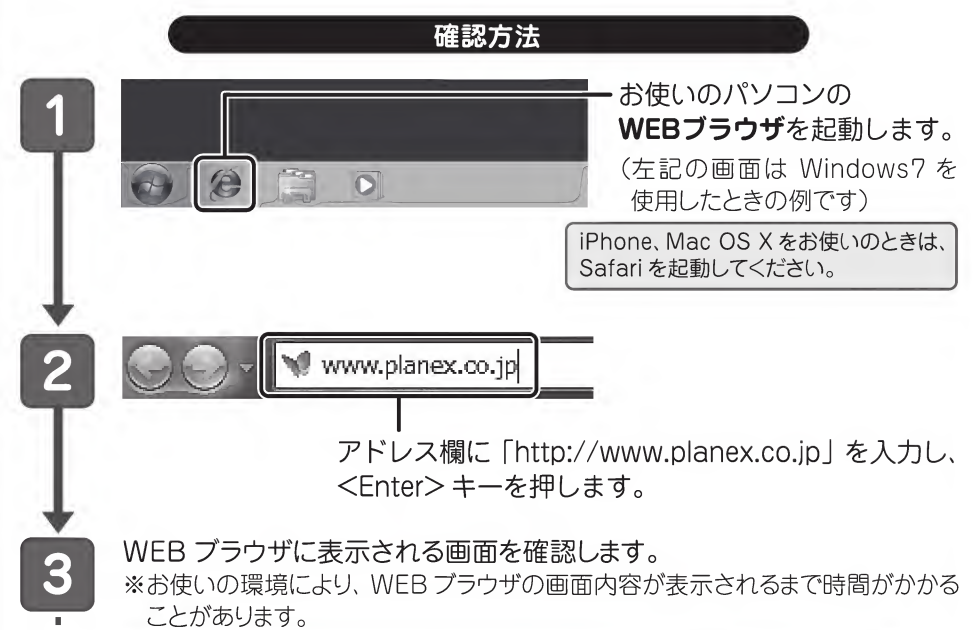 確認方法
1
お使いのパソコンの
WEBブラウザを起動します。
（左記の画面は Windows7 を
使用したときの例です）
iPhone、Mac OS X をお使いのときは、
Safari を起動してください。
2
www.planex.co.jp
アドレス欄に「http://www.planex.co.jp」を入力し、
<Enter> キーを押します。
3
WEB ブラウザに表示される画面を確認します。
※お使いの環境により、WEB ブラウザの画面内容が表示されるまで時間がかかる
ことがあります。